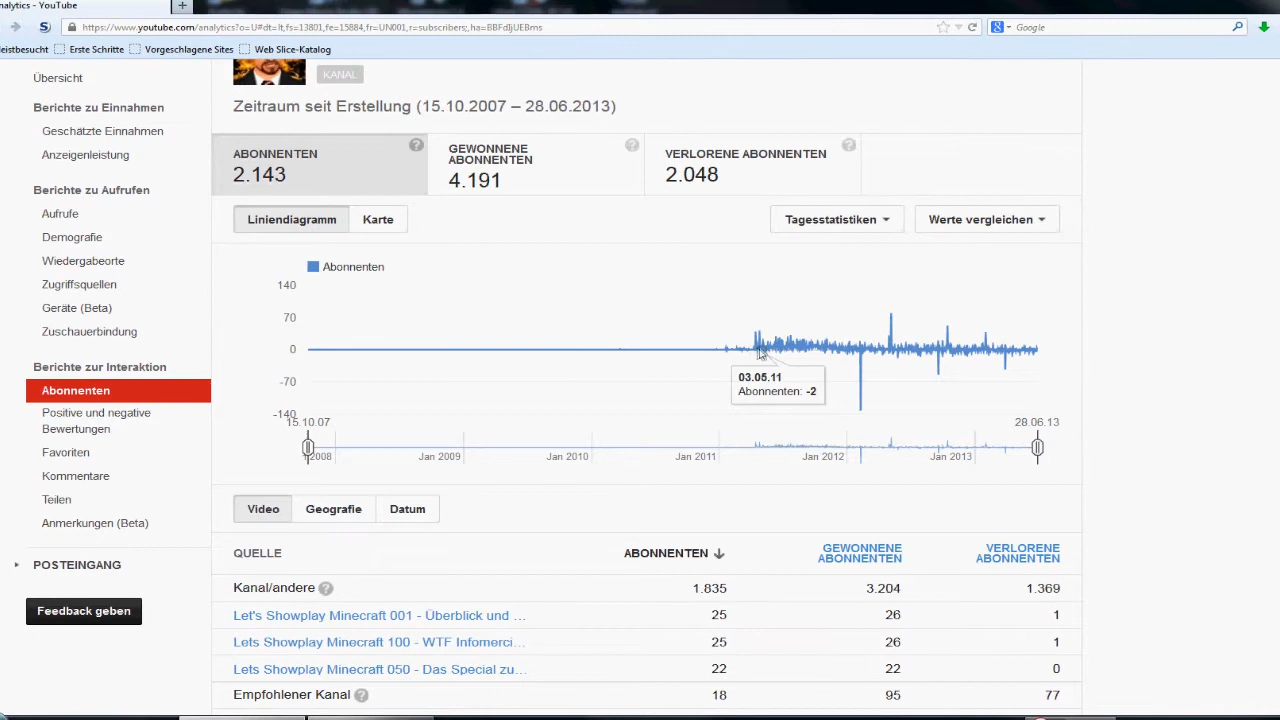 nalytics - YouTube
https://www.youtube.com/analytics?o=U#dt=lt,fs=13801,fe=15884,fr=UN001,r=subscribers;,ha=BBFdIjUEBms
Google
leistbesucht Erste Schritte Vorgeschlagene Sites Web Slice-Katalog
Übersicht
Berichte zu Einnahmen
Geschätzte Einnahmen
Anzeigenleistung
Berichte zu Aufrufen
Aufrufe
Demografie
Wiedergabeorte
Zugriffsquellen
Geräte (Beta)
Zuschauerbindung
Berichte zur Interaktion
Abonnenten
Positive und negative
Bewertungen
Favoriten
Kommentare
Teilen
Anmerkungen (Beta)
POSTEINGANG
Feedback geben
KANAL
Zeitraum seit Erstellung (15.10.2007 – 28.06.2013)
ABONNENTEN ?
2.143
GEWONNENE ?
ABONNENTEN
4.191
VERLORENE ABONNENTEN ?
2.048
Liniendiagramm Karte
Tagesstatistiken Werte vergleichen
Abonnenten
140
70
0
-70
-140
03.05.11
Abonnenten: -2
15.10.07 28.06.13
2008 Jan 2009 Jan 2010 Jan 2011 Jan 2012 Jan 2013
Video Geografie Datum
QUELLE ABONNENTEN GEWONNENE ABONNENTEN VERLORENE ABONNENTEN
Kanal/andere ? 1.835 3.204 1.369
Let's Showplay Minecraft 001 - Überblick und ... 25 26 1
Lets Showplay Minecraft 100 - WTF Infomerci... 25 26 1
Lets Showplay Minecraft 050 - Das Special zu... 22 22 0
Empfohlener Kanal ? 18 95 77